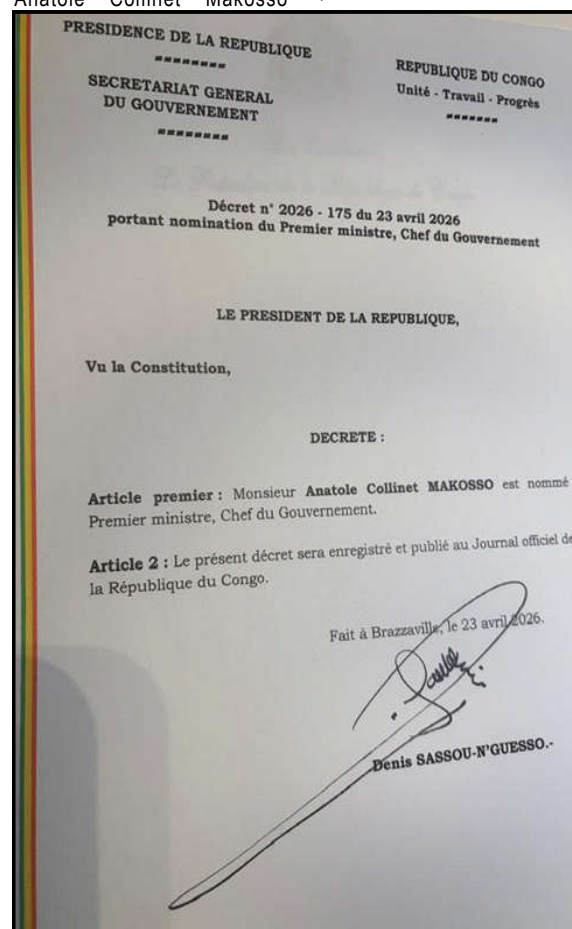 Anatole Collinet Makosso
PRESIDENCE DE LA REPUBLIQUE
SECRETARIAT GENERAL
DU GOUVERNEMENT
REPUBLIQUE DU CONGO
Unité - Travail - Progrès
Décret n° 2026 - 175 du 23 avril 2026
portant nomination du Premier ministre, Chef du Gouvernement
LE PRESIDENT DE LA REPUBLIQUE,
Vu la Constitution,
DECRETE :
Article premier : Monsieur Anatole Collinet MAKOSSO est nommé
Premier ministre, Chef du Gouvernement.
Article 2 : Le présent décret sera enregistré et publié au Journal officiel de
la République du Congo.
Fait à Brazzaville, le 23 avril 2026.
Denis SASSOU-N'GUESSO.-